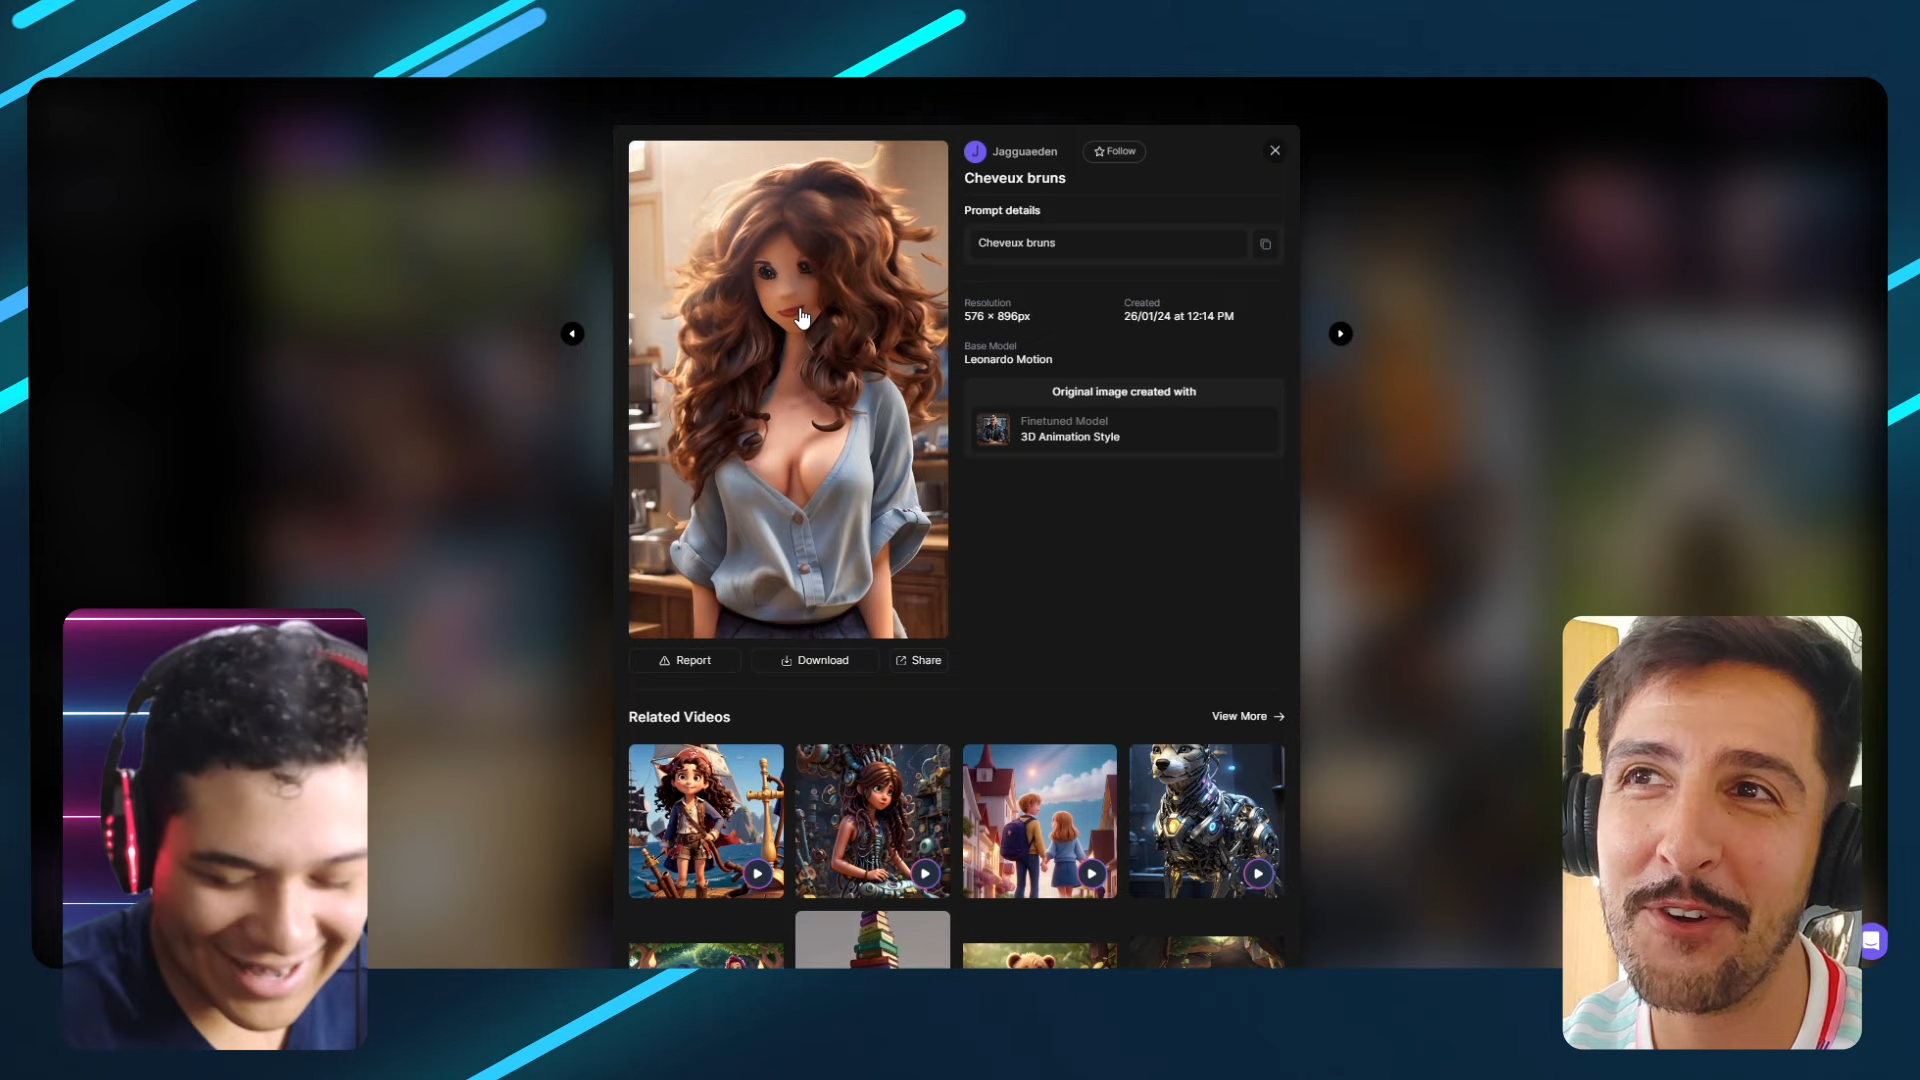 J Jagguaeden Follow
Cheveux bruns
Prompt details
Cheveux bruns
Resolution Created
576 × 896px 26/01/24 at 12:14 PM
Base Model
Leonardo Motion
Original image created with
Finetuned Model
3D Animation Style
Report Download Share
Related Videos View More